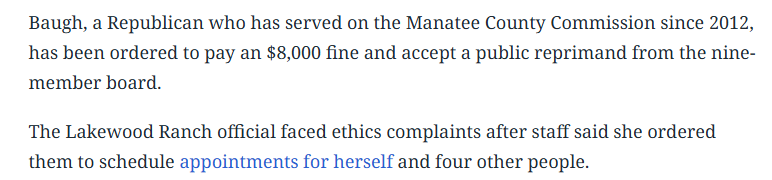 Baugh, a Republican who has served on the Manatee County Commission since 2012,
has been ordered to pay an $8,000 fine and accept a public reprimand from the nine-
member board.
The Lakewood Ranch official faced ethics complaints after staff said she ordered
them to schedule appointments for herself and four other people.